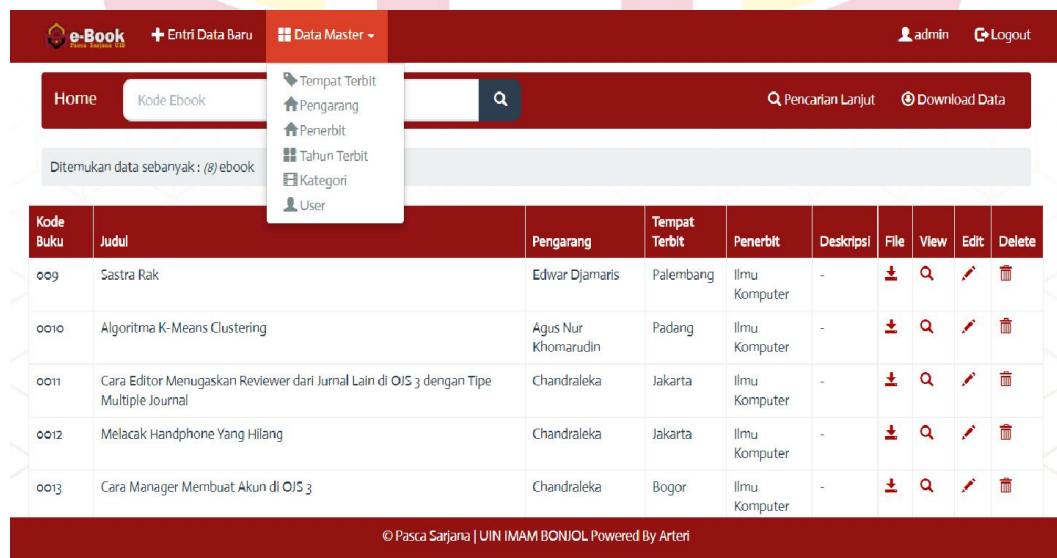 e-Book
Pasca Sarjana UIN
Entri Data Baru
Data Master
admin
Logout
Tempat Terbit
Pengarang
Penerbit
Tahun Terbit
Kategori
User
Home
Kode Ebook
Pencarian Lanjut
Download Data
Ditemukan data sebanyak : (8) ebook
Kode Buku Judul Pengarang Tempat Terbit Penerbit Deskripsi File View Edit Delete
009 Sastra Rak Edwar Djamaris Palembang Ilmu Komputer -
0010 Algoritma K-Means Clustering Agus Nur Khomarudin Padang Ilmu Komputer -
0011 Cara Editor Menugaskan Reviewer dari Jurnal Lain di OJS 3 dengan Tipe Multiple Journal Chandraleka Jakarta Ilmu Komputer -
0012 Melacak Handphone Yang Hilang Chandraleka Jakarta Ilmu Komputer -
0013 Cara Manager Membuat Akun di OJS 3 Chandraleka Bogor Ilmu Komputer -
© Pasca Sarjana | UIN IMAM BONJOL Powered By Arteri